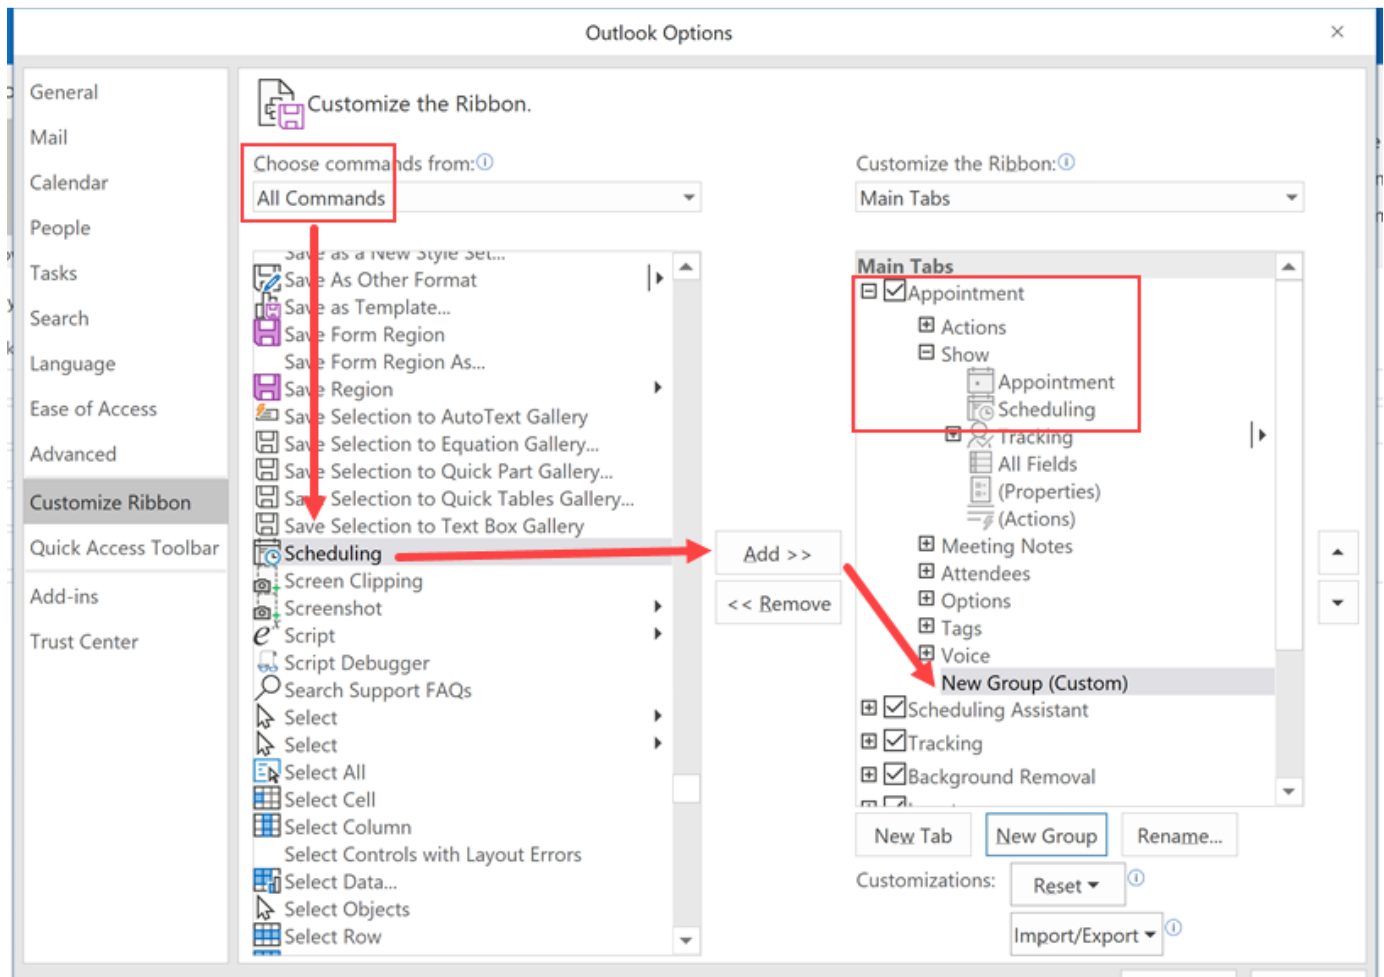 Outlook Options
General
Mail
Calendar
People
Tasks
Search
Language
Ease of Access
Advanced
Customize Ribbon
Quick Access Toolbar
Add-ins
Trust Center
Customize the Ribbon.
Choose commands from:
All Commands
Save as a New Style Set...
Save As Other Format
Save as Template...
Save Form Region
Save Form Region As...
Save Region
Save Selection to AutoText Gallery
Save Selection to Equation Gallery...
Save Selection to Quick Part Gallery...
Save Selection to Quick Tables Gallery...
Save Selection to Text Box Gallery
Scheduling
Screen Clipping
Screenshot
Script
Script Debugger
Search Support FAQs
Select
Select
Select All
Select Cell
Select Column
Select Controls with Layout Errors
Select Data...
Select Objects
Select Row
Add >>
<< Remove
Customize the Ribbon:
Main Tabs
Main Tabs
Appointment
Actions
Show
Appointment
Scheduling
Tracking
All Fields
(Properties)
(Actions)
Meeting Notes
Attendees
Options
Tags
Voice
New Group (Custom)
Scheduling Assistant
Tracking
Background Removal
New Tab
New Group
Rename...
Customizations:
Reset
Import/Export